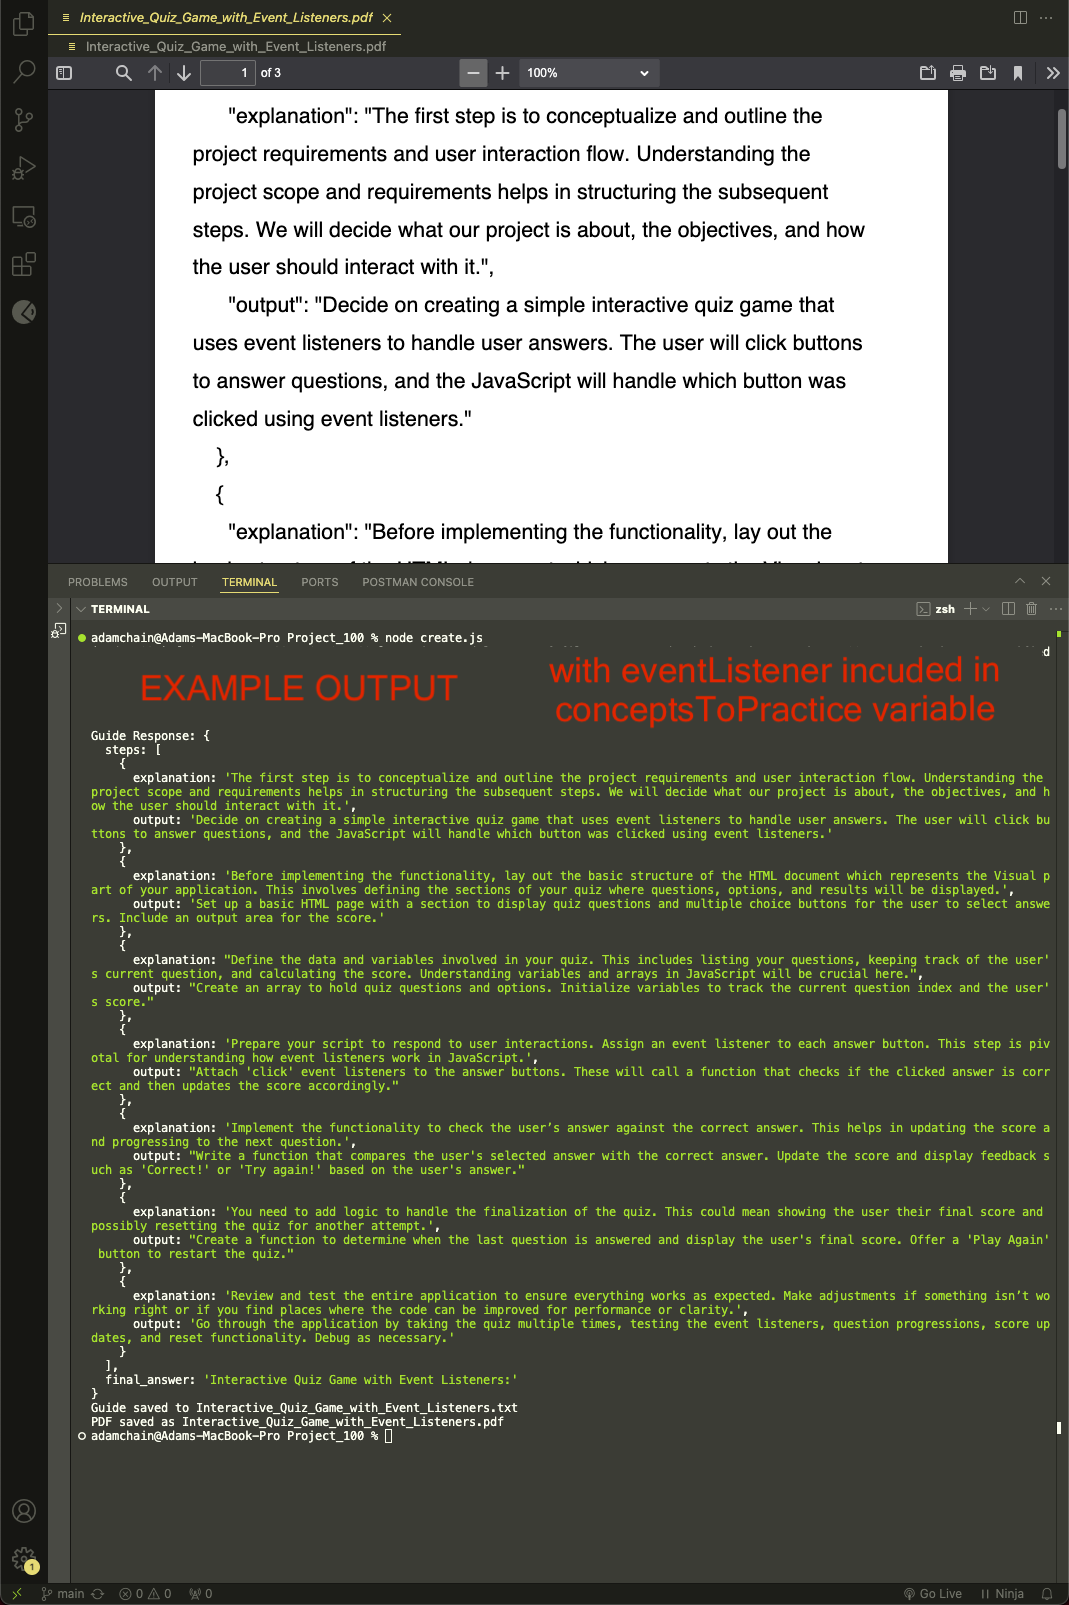 Interactive_Quiz_Game_with_Event_Listeners.pdf
Interactive_Quiz_Game_with_Event_Listeners.pdf
1 of 3
100%
"explanation": "The first step is to conceptualize and outline the
project requirements and user interaction flow. Understanding the
project scope and requirements helps in structuring the subsequent
steps. We will decide what our project is about, the objectives, and how
the user should interact with it.",
"output": "Decide on creating a simple interactive quiz game that
uses event listeners to handle user answers. The user will click buttons
to answer questions, and the JavaScript will handle which button was
clicked using event listeners."
},
{
"explanation": "Before implementing the functionality, lay out the
PROBLEMS OUTPUT TERMINAL PORTS POSTMAN CONSOLE
TERMINAL
zsh
adamchain@Adams-MacBook-Pro Project_100 % node create.js
d
EXAMPLE OUTPUT
with eventListener incuded in
conceptsToPractice variable
Guide Response: {
steps: [
{
explanation: 'The first step is to conceptualize and outline the project requirements and user interaction flow. Understanding the
project scope and requirements helps in structuring the subsequent steps. We will decide what our project is about, the objectives, and h
ow the user should interact with it.',
output: 'Decide on creating a simple interactive quiz game that uses event listeners to handle user answers. The user will click bu
ttons to answer questions, and the JavaScript will handle which button was clicked using event listeners.'
},
{
explanation: 'Before implementing the functionality, lay out the basic structure of the HTML document which represents the Visual p
art of your application. This involves defining the sections of your quiz where questions, options, and results will be displayed.',
output: 'Set up a basic HTML page with a section to display quiz questions and multiple choice buttons for the user to select answe
rs. Include an output area for the score.'
},
{
explanation: "Define the data and variables involved in your quiz. This includes listing your questions, keeping track of the user'
s current question, and calculating the score. Understanding variables and arrays in JavaScript will be crucial here.",
output: "Create an array to hold quiz questions and options. Initialize variables to track the current question index and the user'
s score."
},
{
explanation: 'Prepare your script to respond to user interactions. Assign an event listener to each answer button. This step is piv
otal for understanding how event listeners work in JavaScript.',
output: "Attach 'click' event listeners to the answer buttons. These will call a function that checks if the clicked answer is corr
ect and then updates the score accordingly."
},
{
explanation: 'Implement the functionality to check the user’s answer against the correct answer. This helps in updating the score a
nd progressing to the next question.',
output: "Write a function that compares the user's selected answer with the correct answer. Update the score and display feedback s
uch as 'Correct!' or 'Try again!' based on the user's answer."
},
{
explanation: 'You need to add logic to handle the finalization of the quiz. This could mean showing the user their final score and
possibly resetting the quiz for another attempt.',
output: "Create a function to determine when the last question is answered and display the user's final score. Offer a 'Play Again'
button to restart the quiz."
},
{
explanation: 'Review and test the entire application to ensure everything works as expected. Make adjustments if something isn’t wo
rking right or if you find places where the code can be improved for performance or clarity.',
output: 'Go through the application by taking the quiz multiple times, testing the event listeners, question progressions, score up
dates, and reset functionality. Debug as necessary.'
}
],
final_answer: 'Interactive Quiz Game with Event Listeners:'
}
Guide saved to Interactive_Quiz_Game_with_Event_Listeners.txt
PDF saved as Interactive_Quiz_Game_with_Event_Listeners.pdf
adamchain@Adams-MacBook-Pro Project_100 %
1
main 0 0 0 Go Live Ninja